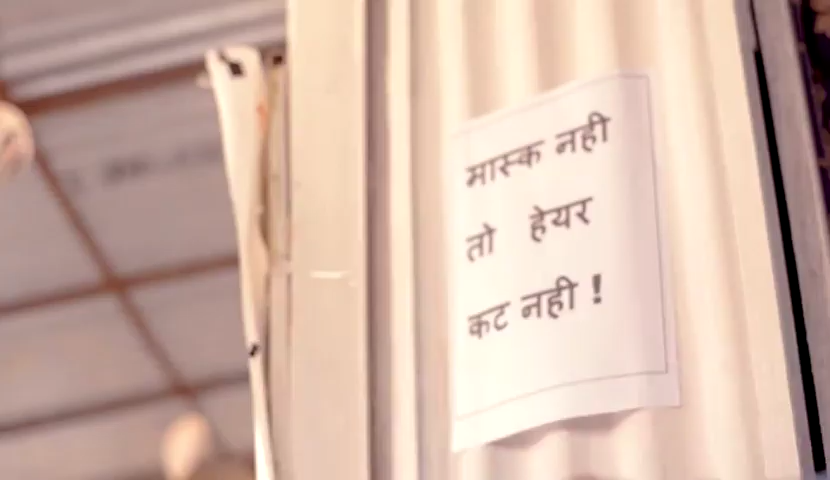 मास्क नही
तो हेयर
कट नही !